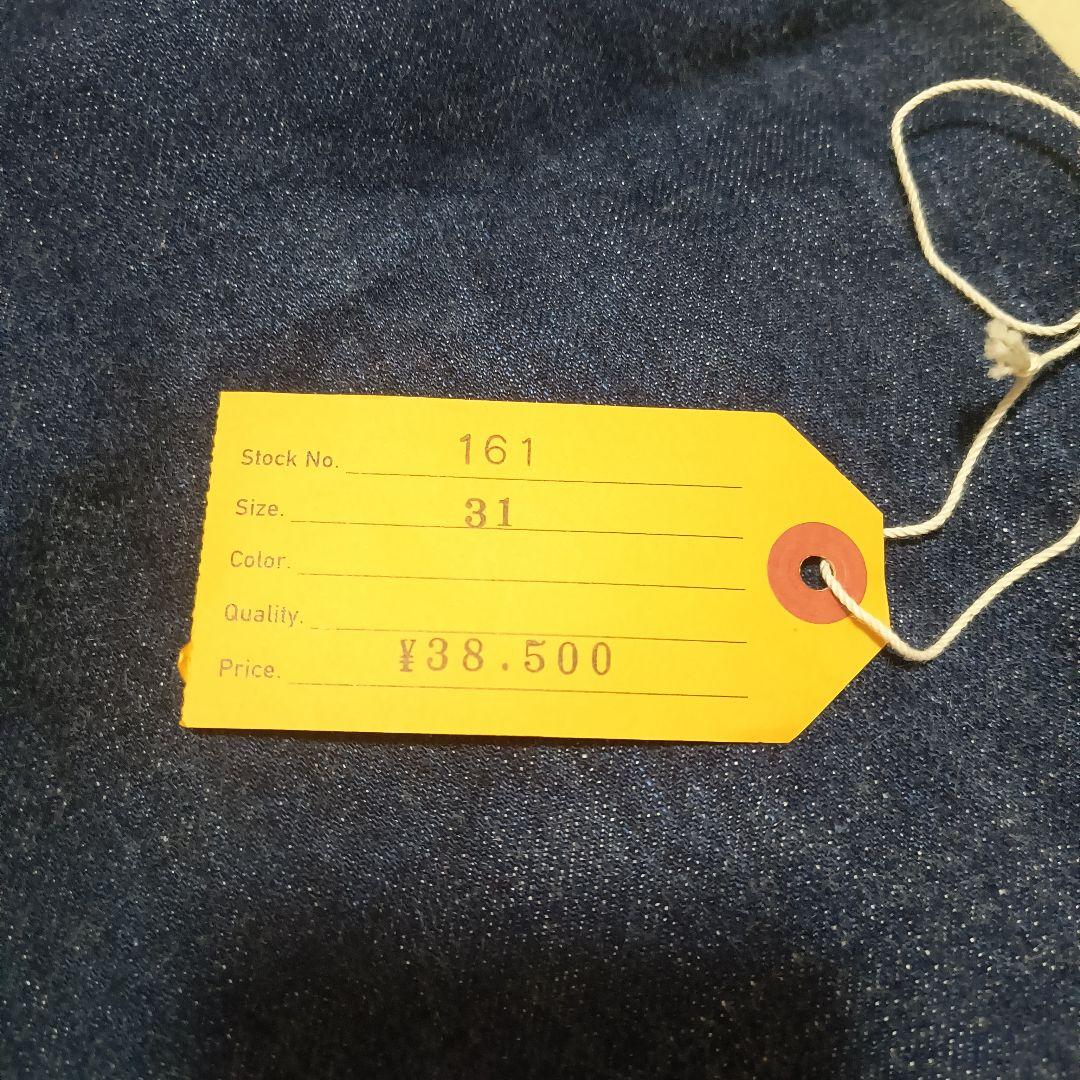 Stock No. 161
Size. 31
Color.
Quality.
Price. ¥38.500